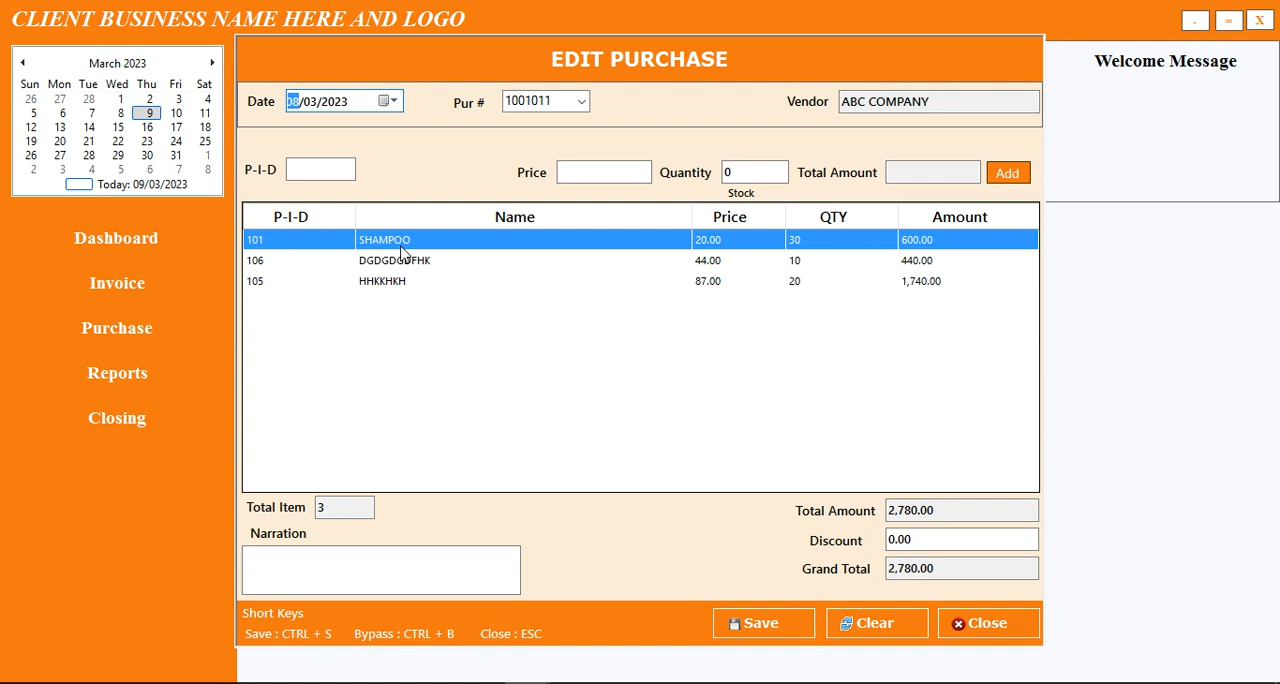 CLIENT BUSINESS NAME HERE AND LOGO
- = X
March 2023
Sun Mon Tue Wed Thu Fri Sat
26 27 28 1 2 3 4
5 6 7 8 9 10 11
12 13 14 15 16 17 18
19 20 21 22 23 24 25
26 27 28 29 30 31 1
2 3 4 5 6 7 8
Today: 09/03/2023
Dashboard
Invoice
Purchase
Reports
Closing
EDIT PURCHASE
Date 08/03/2023 Pur # 1001011 Vendor ABC COMPANY
P-I-D Price Quantity 0 Total Amount Add
Stock
P-I-D Name Price QTY Amount
101 SHAMPOO 20.00 30 600.00
106 44.00 10 440.00
105 HHKKHKH 87.00 20 1,740.00
Total Item 3
Narration
Total Amount 2,780.00
Discount 0.00
Grand Total 2,780.00
Short Keys
Save : CTRL + S Bypass : CTRL + B Close : ESC
Save Clear Close
Welcome Message